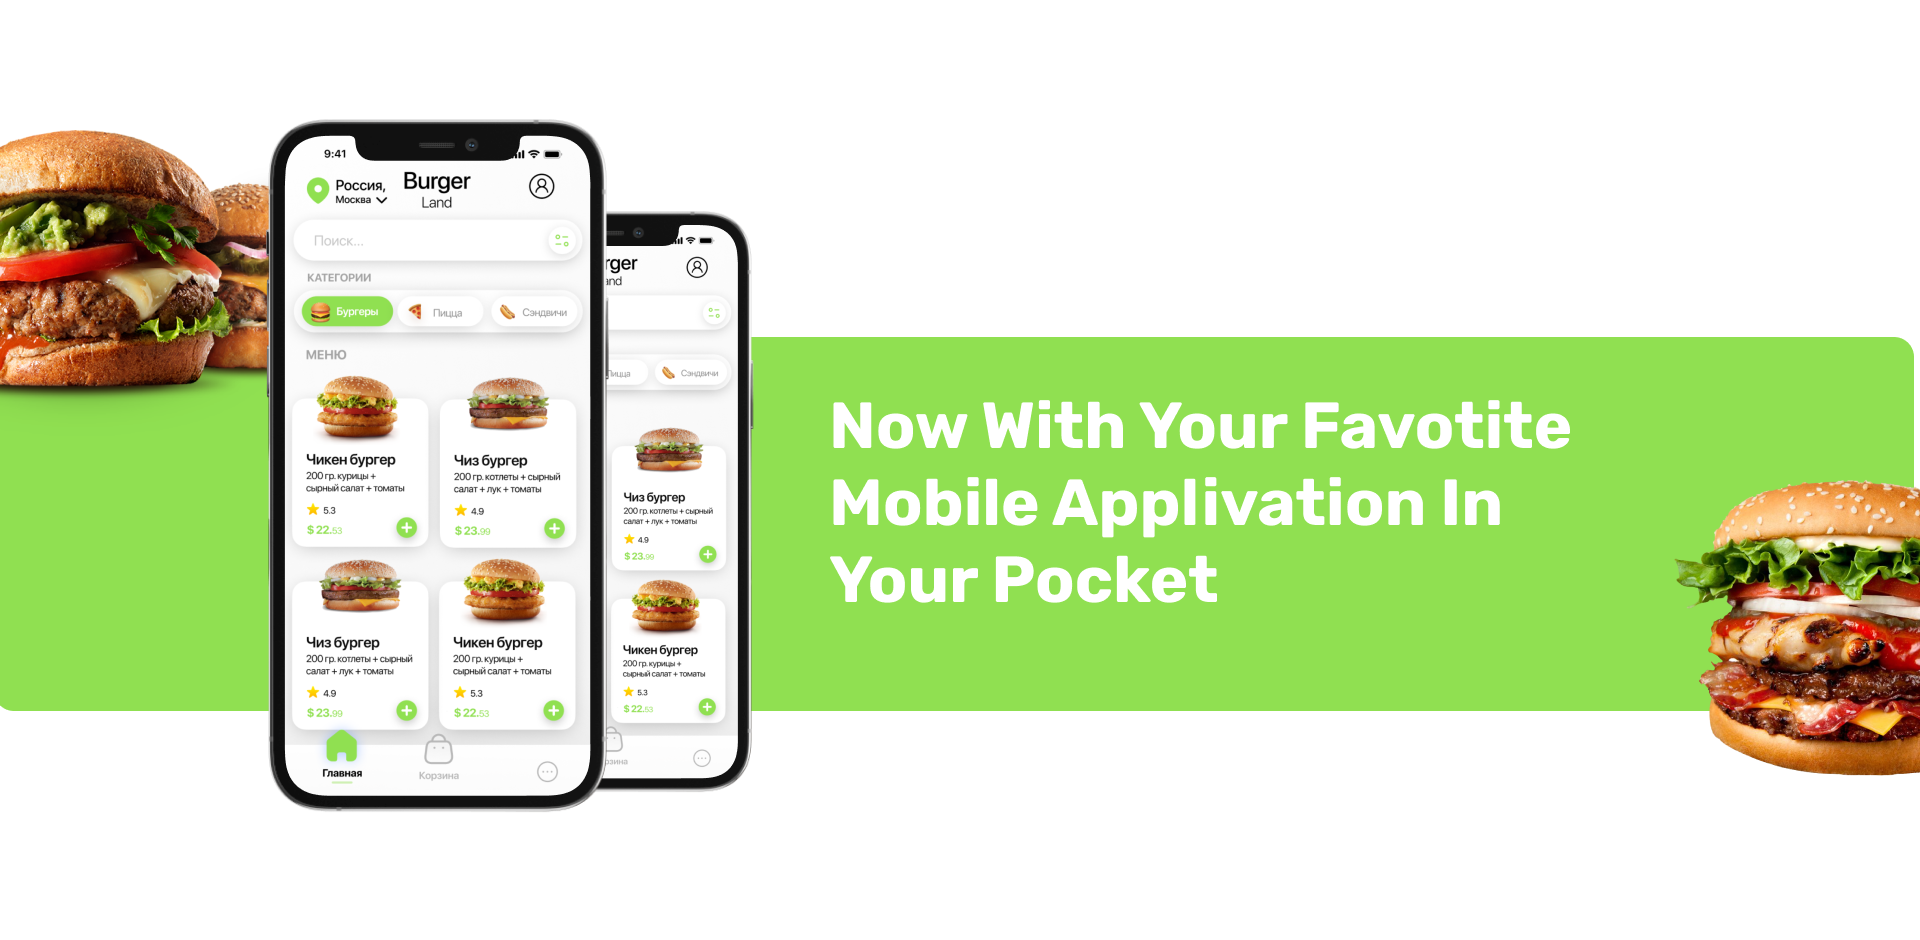 9:41
Россия,
Москва
Burger
Land
Поиск...
КАТЕГОРИИ
Бургеры
Пицца
Сэндвичи
МЕНЮ
Чикен бургер
200 гр. курицы +
сырный салат + томаты
5.3
$ 22.53
Чиз бургер
200 гр. котлеты + сырный
салат + лук + томаты
4.9
$ 23.99
Чиз бургер
200 гр. котлеты + сырный
салат + лук + томаты
4.9
$ 23.99
Чикен бургер
200 гр. курицы +
сырный салат + томаты
5.3
$ 22.53
Главная
Корзина
rger
and
Пицца
Сэндвичи
Чиз бургер
200 гр. котлеты + сырный
салат + лук + томаты
4.9
$ 23.99
Чикен бургер
200 гр. курицы +
сырный салат + томаты
5.3
$ 22.53
рзина
Now With Your Favotite
Mobile Applivation In
Your Pocket